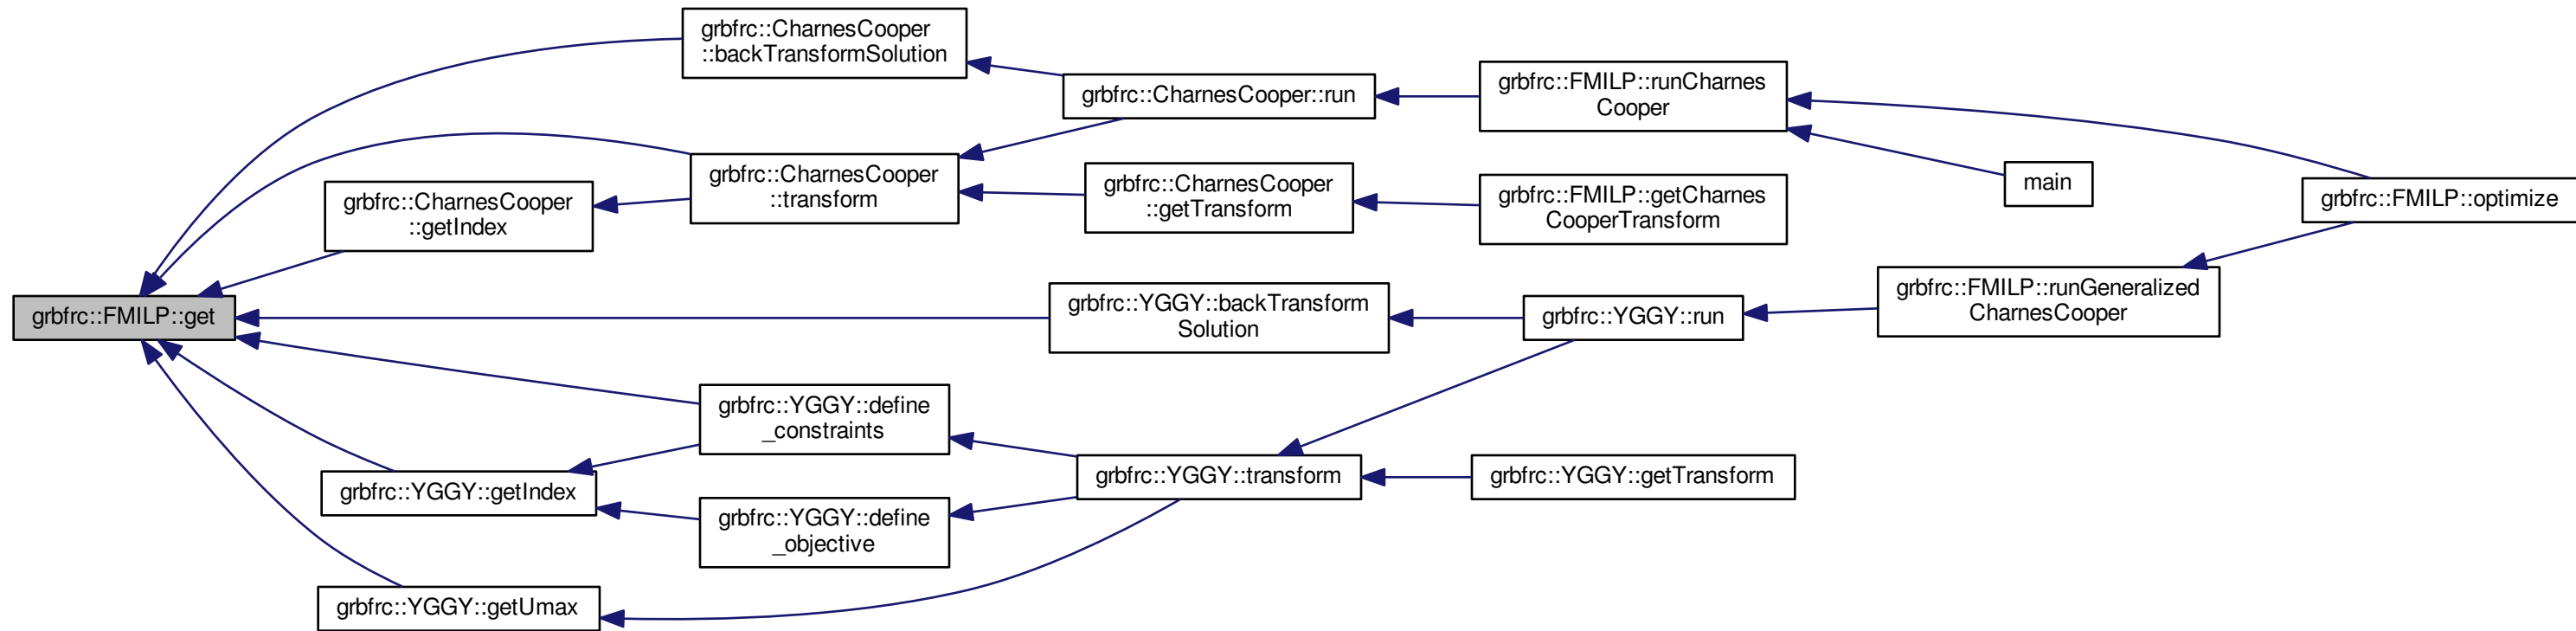 grbfrc::CharnesCooper
::backTransformSolution
grbfrc::CharnesCooper::run
grbfrc::FMILP::runCharnes
Cooper
grbfrc::CharnesCooper
::transform
grbfrc::CharnesCooper
::getTransform
grbfrc::FMILP::getCharnes
CooperTransform
main
grbfrc::FMILP::optimize
grbfrc::CharnesCooper
::getIndex
grbfrc::FMILP::get
grbfrc::YGGY::backTransform
Solution
grbfrc::YGGY::run
grbfrc::FMILP::runGeneralized
CharnesCooper
grbfrc::YGGY::define
_constraints
grbfrc::YGGY::getIndex
grbfrc::YGGY::transform
grbfrc::YGGY::getTransform
grbfrc::YGGY::define
_objective
grbfrc::YGGY::getUmax